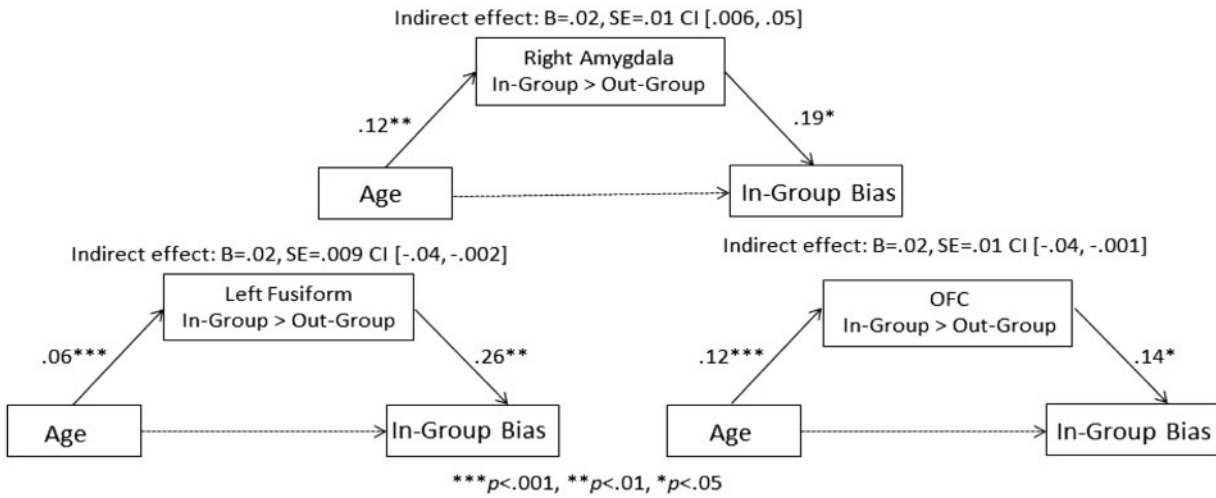 Indirect effect: B=.02, SE=.01 CI [.006, .05]
Right Amygdala
In-Group > Out-Group
.12**
.19*
Age
In-Group Bias
Indirect effect: B=.02, SE=.009 CI [-.04, -.002]
Left Fusiform
In-Group > Out-Group
.06***
.26**
Age
In-Group Bias
Indirect effect: B=.02, SE=.01 CI [-.04, -.001]
OFC
In-Group > Out-Group
.12***
.14*
Age
In-Group Bias
***p<.001, **p<.01, *p<.05